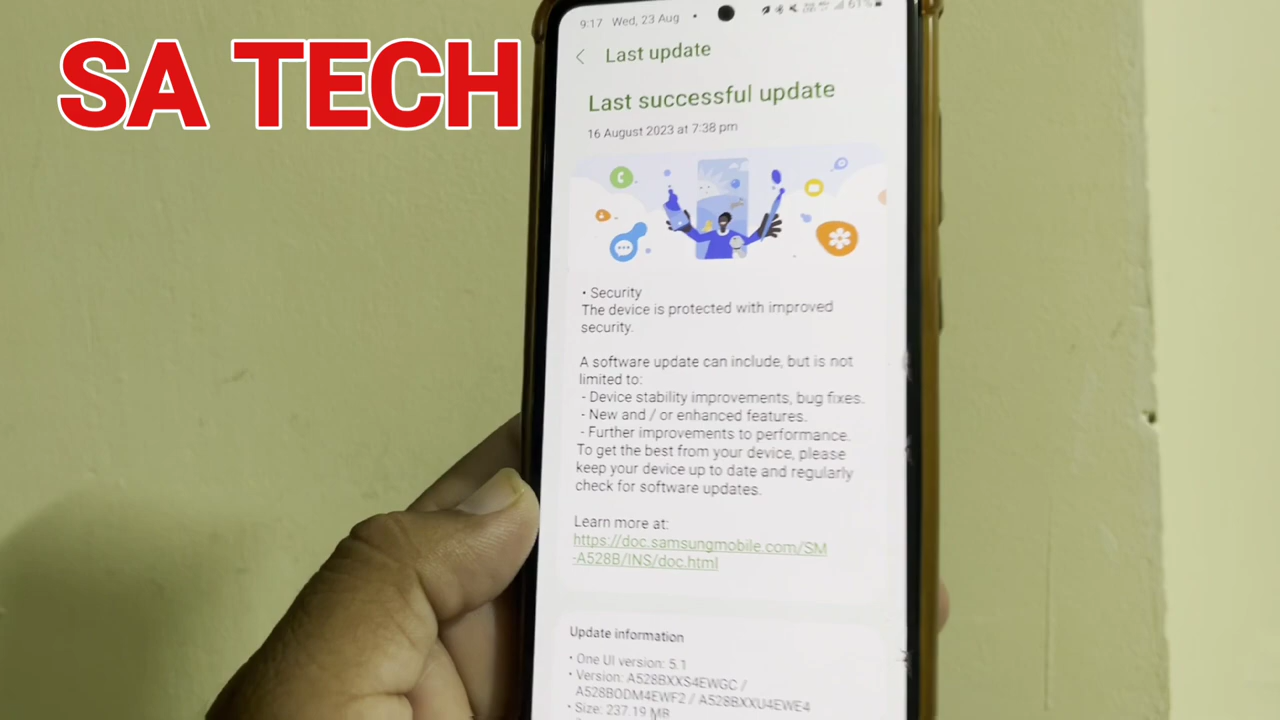 SA TECH
9:17 Wed, 23 Aug
61%
Last update
Last successful update
16 August 2023 at 7:38 pm
• Security
The device is protected with improved
security.
A software update can include, but is not
limited to:
- Device stability improvements, bug fixes.
- New and / or enhanced features.
- Further improvements to performance.
To get the best from your device, please
keep your device up to date and regularly
check for software updates.
Learn more at:
https://doc.samsungmobile.com/SM
-A528B/INS/doc.html
Update information
• One UI version: 5.1
• Version: A528BXXS4EWGC /
A528BODM4EWF2 / A528BXXU4EWE4
• Size: 237.19 MB